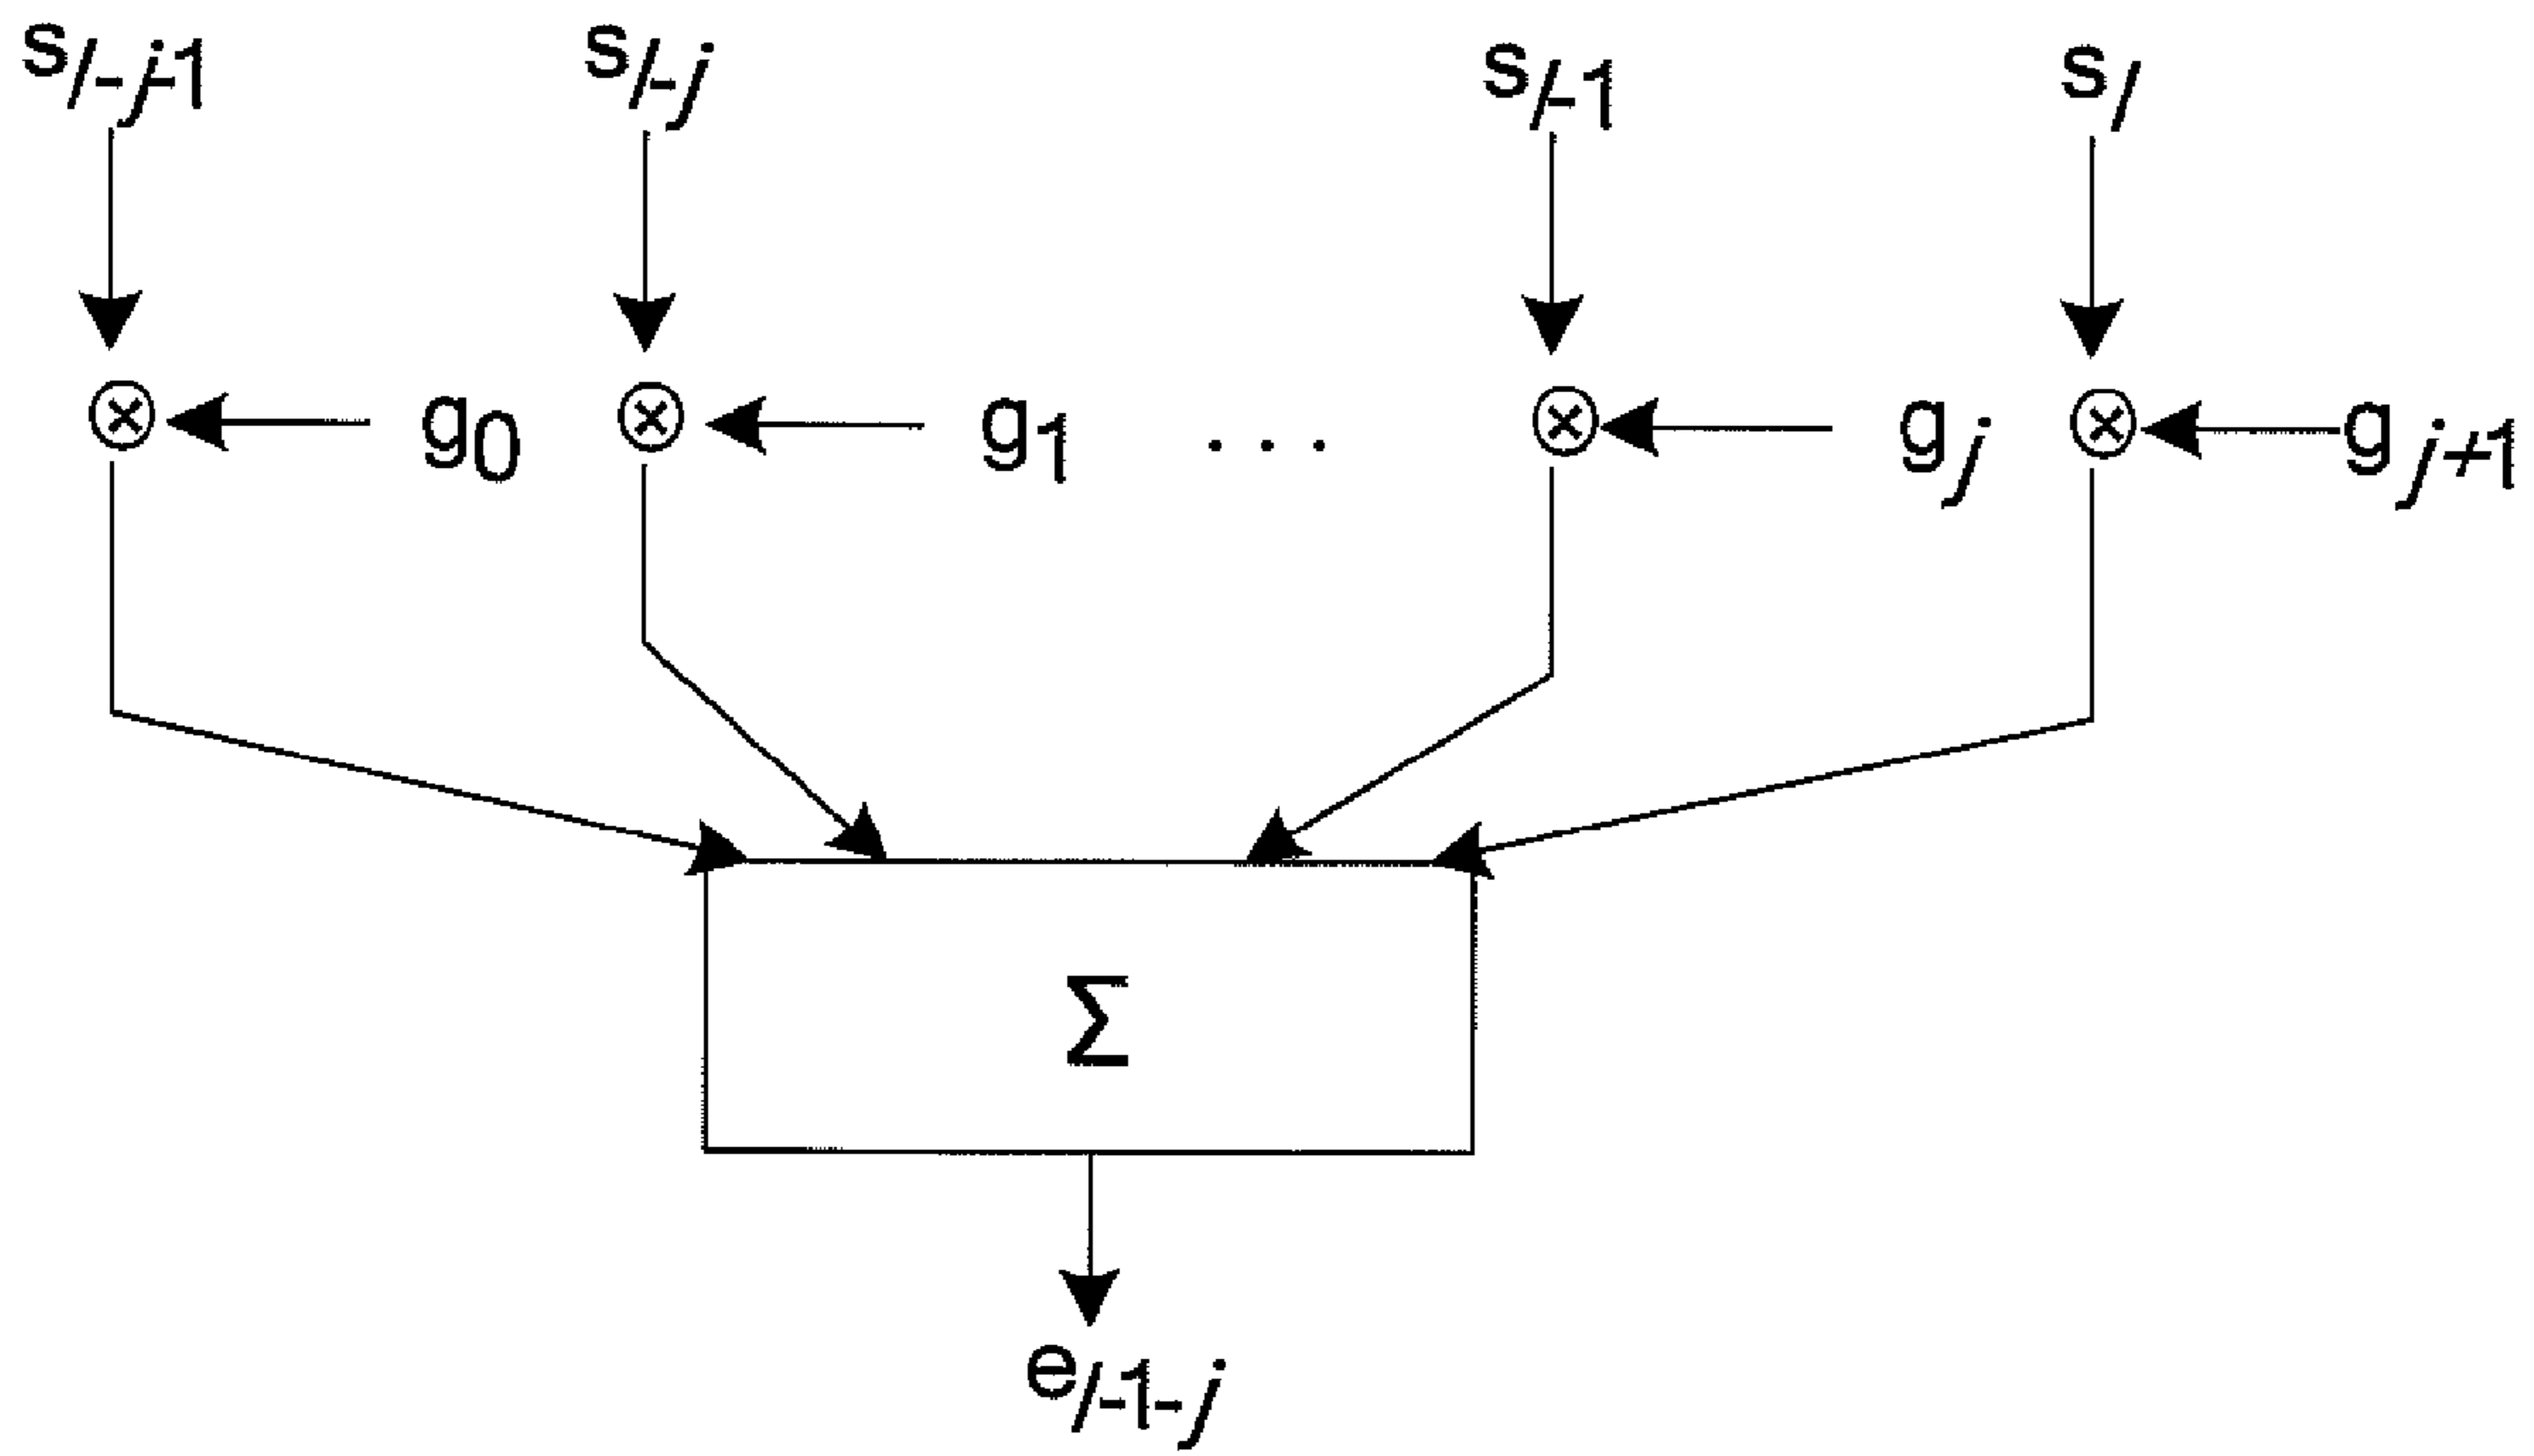 s_{l-j-1} s_{l-j} s_{l-1} s_l
⊗ g_0 ⊗ g_1 ... ⊗ g_j ⊗ g_{j+1}
Σ
e_{l-1-j}